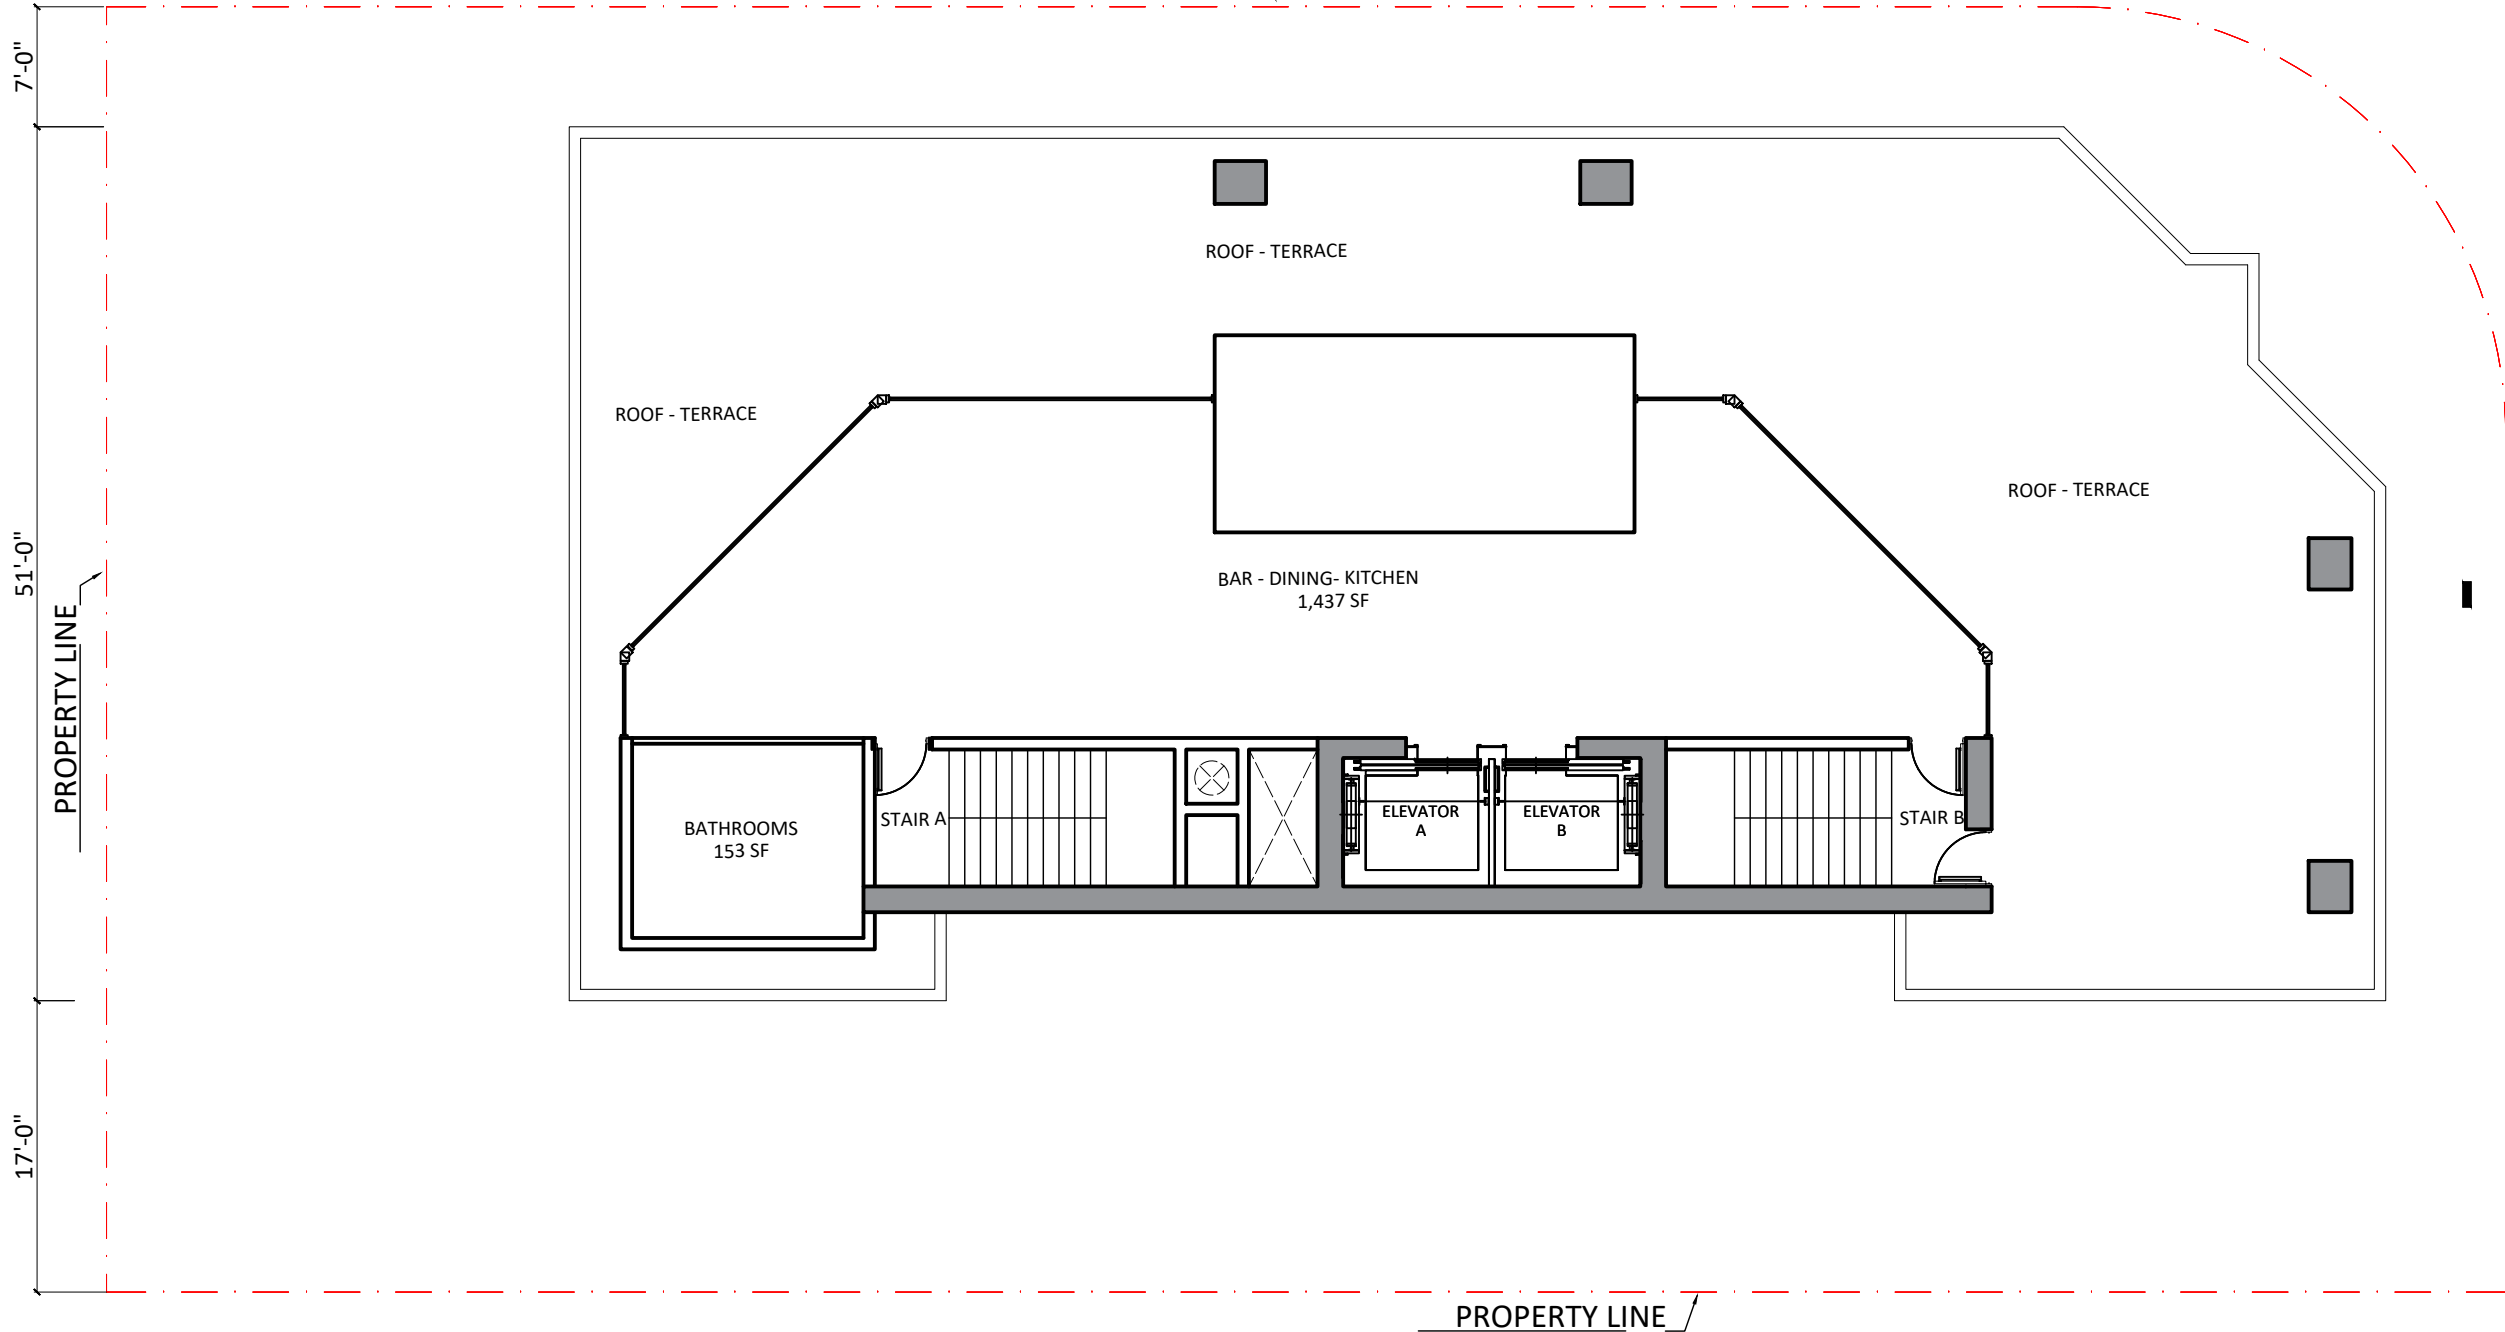 7'-0"
ROOF - TERRACE
ROOF - TERRACE
ROOF - TERRACE
51'-0"
PROPERTY LINE
BAR - DINING- KITCHEN
1,437 SF
BATHROOMS
153 SF
STAIR A
ELEVATOR
A
ELEVATOR
B
STAIR B
17'-0"
PROPERTY LINE